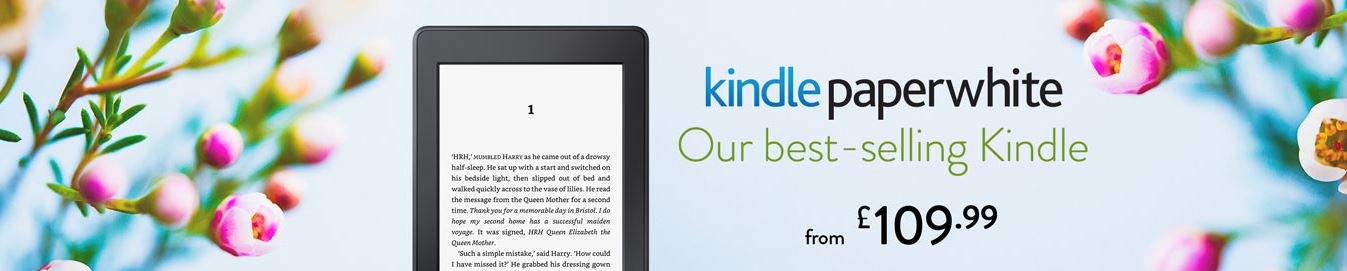 1
'HRH,' MUMBLED HARRY as he came out of a drowsy
half-sleep. He sat up with a start and switched on
his bedside light, then slipped out of bed and
walked quickly across to the vase of lilies. He read
the message from the Queen Mother for a second
time. Thank you for a memorable day in Bristol. I do
hope my second home has a successful maiden
voyage. It was signed, HRH Queen Elizabeth the
Queen Mother.
'Such a simple mistake,' said Harry. 'How could
I have missed it?' He grabbed his dressing gown
kindle paperwhite
Our best-selling Kindle
from £109.99